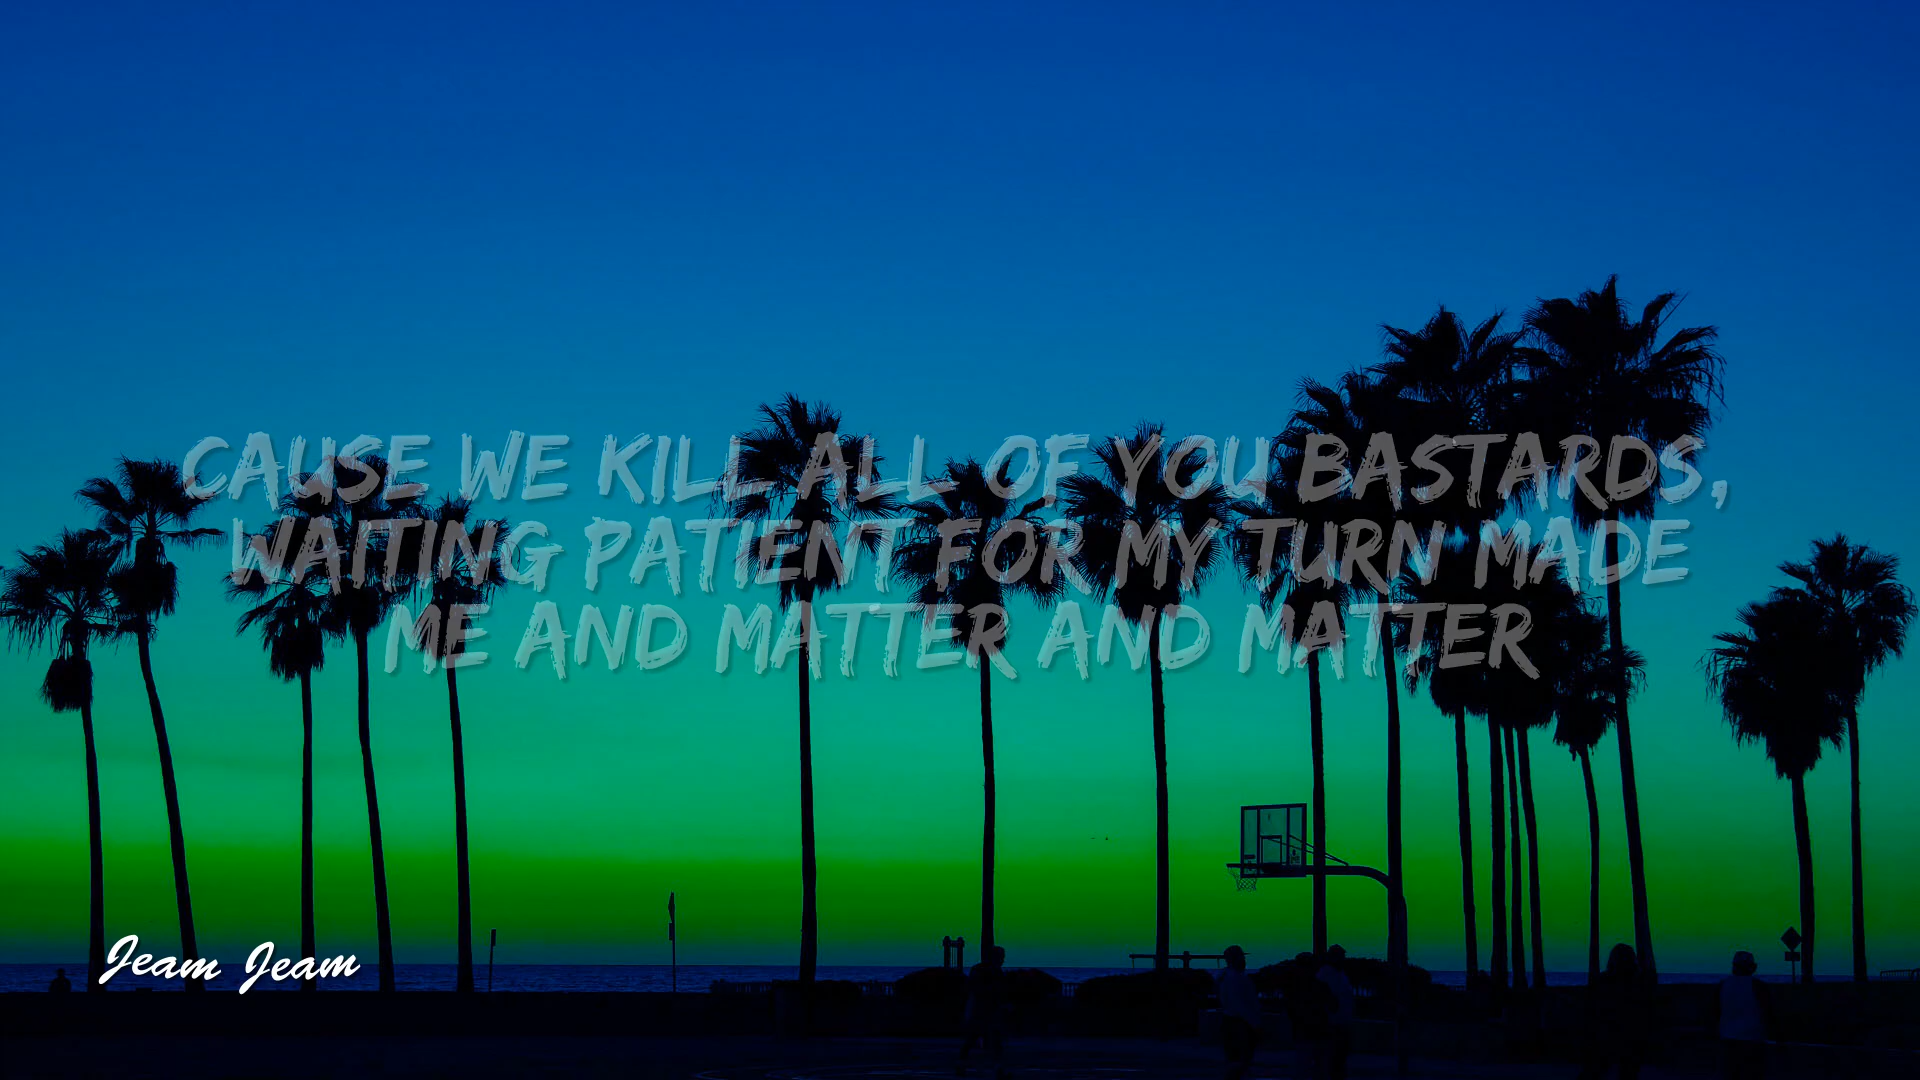 CAUSE WE KILL ALL OF YOU BASTARDS,
WAITING PATIENT FOR MY TURN MADE
ME AND MATTER AND MATTER
Jeam Jeam